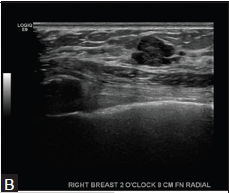 LOGIQ
E9
B
RIGHT BREAST 2 O'CLOCK 8 CM FN RADIAL